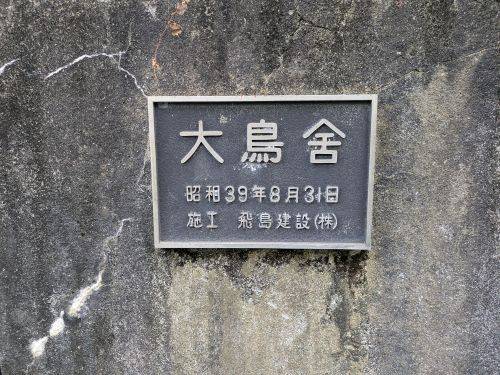 大鳥舍
昭和39年8月31日
施工 飛島建設(株)